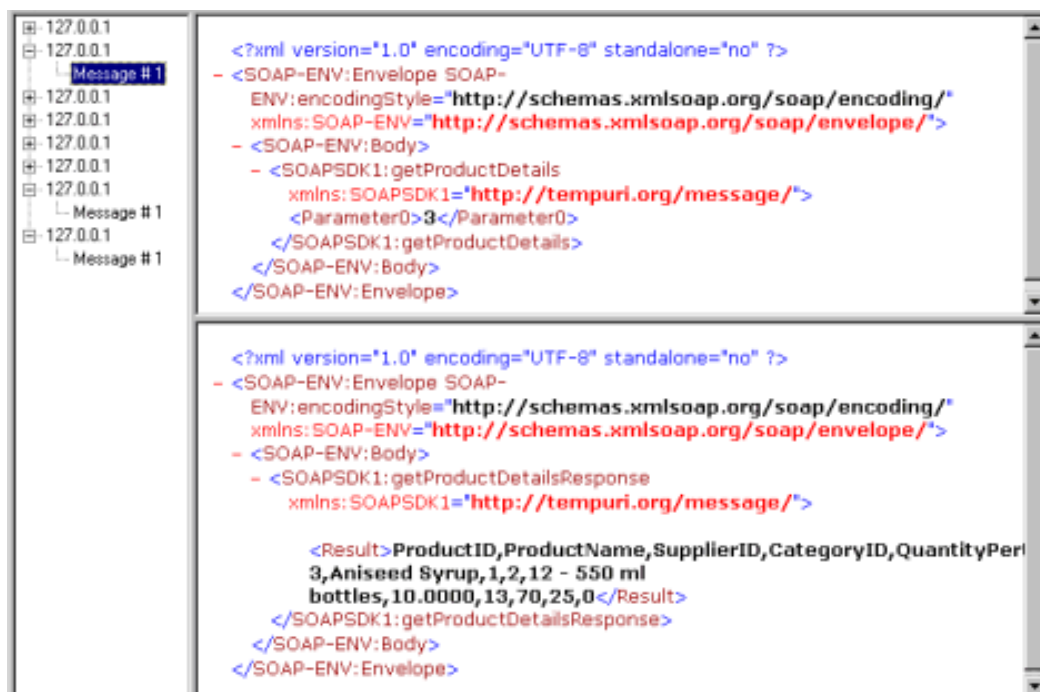 127.0.0.1
127.0.0.1
Message # 1
127.0.0.1
127.0.0.1
127.0.0.1
127.0.0.1
127.0.0.1
Message # 1
127.0.0.1
Message # 1
<?xml version="1.0" encoding="UTF-8" standalone="no" ?>
- <SOAP-ENV:Envelope SOAP-
ENV:encodingStyle="http://schemas.xmlsoap.org/soap/encoding/"
xmlns:SOAP-ENV="http://schemas.xmlsoap.org/soap/envelope/">
- <SOAP-ENV:Body>
- <SOAPSDK1:getProductDetails
xmlns:SOAPSDK1="http://tempuri.org/message/">
<Parameter0>3</Parameter0>
</SOAPSDK1:getProductDetails>
</SOAP-ENV:Body>
</SOAP-ENV:Envelope>
<?xml version="1.0" encoding="UTF-8" standalone="no" ?>
- <SOAP-ENV:Envelope SOAP-
ENV:encodingStyle="http://schemas.xmlsoap.org/soap/encoding/"
xmlns:SOAP-ENV="http://schemas.xmlsoap.org/soap/envelope/">
- <SOAP-ENV:Body>
- <SOAPSDK1:getProductDetailsResponse
xmlns:SOAPSDK1="http://tempuri.org/message/">
<Result>ProductID,ProductName,SupplierID,CategoryID,QuantityPer
3,Aniseed Syrup,1,2,12 - 550 ml
bottles,10.0000,13,70,25,0</Result>
</SOAPSDK1:getProductDetailsResponse>
</SOAP-ENV:Body>
</SOAP-ENV:Envelope>